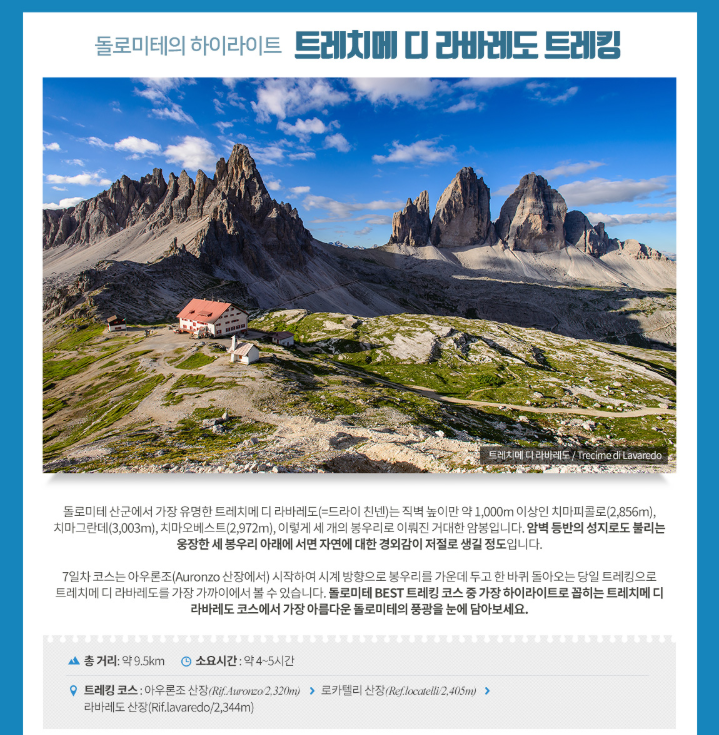 돌로미테의 하이라이트 트레치메 디 라바레도 트레킹
트레치메 디 라바레도 / Trecime di Lavaredo
돌로미테 산군에서 가장 유명한 트레치메 디 라바레도(=드라이 친넨)는 직벽 높이만 약 1,000m 이상인 치마피콜로(2,856m),
치마그란데(3,003m), 치마오베스트(2,972m), 이렇게 세 개의 봉우리로 이뤄진 거대한 암봉입니다. 암벽 등반의 성지로도 불리는
웅장한 세 봉우리 아래에 서면 자연에 대한 경외감이 저절로 생길 정도입니다.
7일차 코스는 아우론조(Auronzo 산장에서) 시작하여 시계 방향으로 봉우리를 가운데 두고 한 바퀴 돌아오는 당일 트레킹으로
트레치메 디 라바레도를 가장 가까이에서 볼 수 있습니다. 돌로미테 BEST 트레킹 코스 중 가장 하이라이트로 꼽히는 트레치메 디
라바레도 코스에서 가장 아름다운 돌로미테의 풍광을 눈에 담아보세요.
총 거리: 약 9.5km 소요시간 : 약 4~5시간
트레킹 코스 : 아우론조 산장(Rif.Auronzo/2,320m) > 로카텔리 산장(Ref.locatelli/2,405m) >
라바레도 산장(Rif.lavaredo/2,344m)